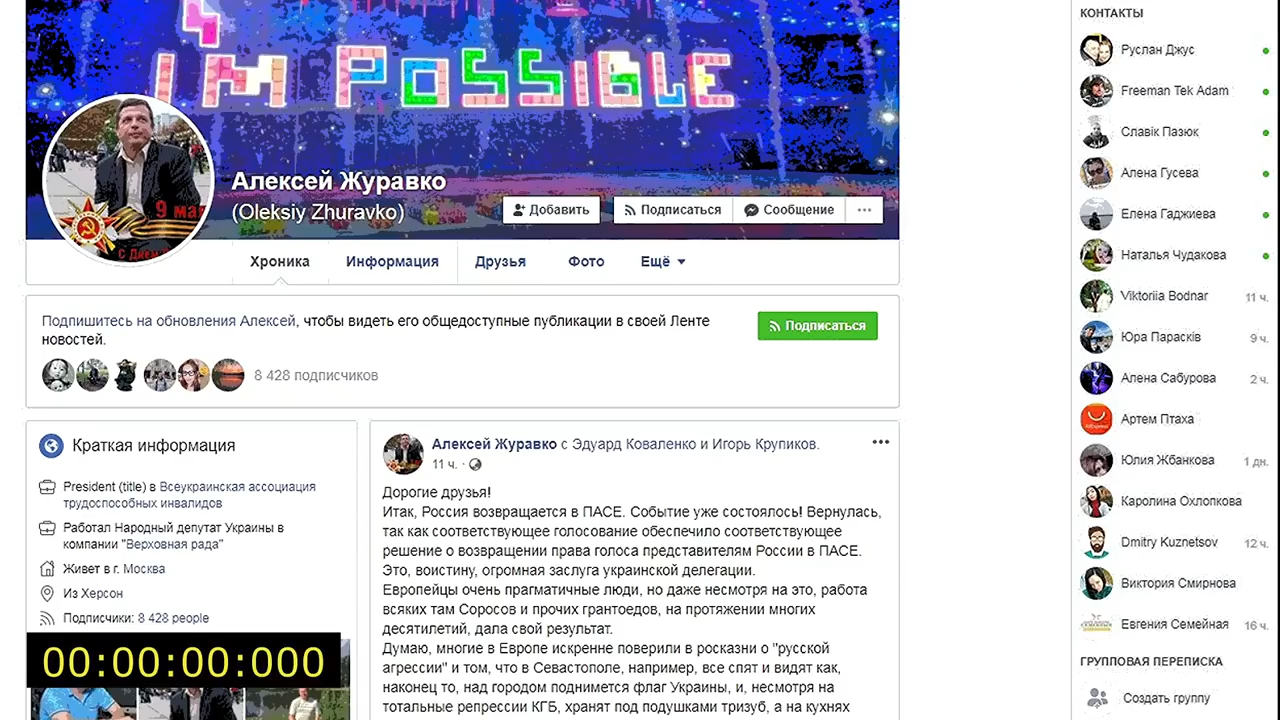 I'M POSSIBLE
9 мая
Алексей Журавко
(Oleksiy Zhuravko)
Добавить
Подписаться
Сообщение
Хроника
Информация
Друзья
Фото
Ещё
Подпишитесь на обновления Алексей, чтобы видеть его общедоступные публикации в своей Ленте
новостей.
Подписаться
8 428 подписчиков
Краткая информация
President (title) в Всеукраинская ассоциация
трудоспособных инвалидов
Работал Народный депутат Украины в
компании "Верховная рада"
Живет в г. Москва
Из Херсон
Подписчики: 8 428 people
00:00:00:000
Алексей Журавко с Эдуард Коваленко и Игорь Крупиков.
11 ч. ·
Дорогие друзья!
Итак, Россия возвращается в ПАСЕ. Событие уже состоялось! Вернулась,
так как соответствующее голосование обеспечило соответствующее
решение о возвращении права голоса представителям России в ПАСЕ.
Это, воистину, огромная заслуга украинской делегации.
Европейцы очень прагматичные люди, но даже несмотря на это, работа
всяких там Соросов и прочих грантоедов, на протяжении многих
десятилетий, дала свой результат.
Думаю, многие в Европе искренне поверили в росказни о "русской
агрессии" и том, что в Севастополе, например, все спят и видят как,
наконец то, над городом поднимется флаг Украины, и, несмотря на
тотальные репрессии КГБ, хранят под подушками тризуб, а на кухнях
КОНТАКТЫ
Руслан Джус
Freeman Tek Adam
Славік Пазюк
Алена Гусева
Елена Гаджиева
Наталья Чудакова
Viktoriia Bodnar 11 ч.
Юра Парасків 9 ч.
Алена Сабурова 2 ч.
Артем Птаха
Юлия Жбанкова 1 дн.
Каролина Охлопкова
Dmitry Kuznetsov 12 ч.
Виктория Смирнова
Евгения Семейная 16 ч.
ГРУППОВАЯ ПЕРЕПИСКА
Создать группу